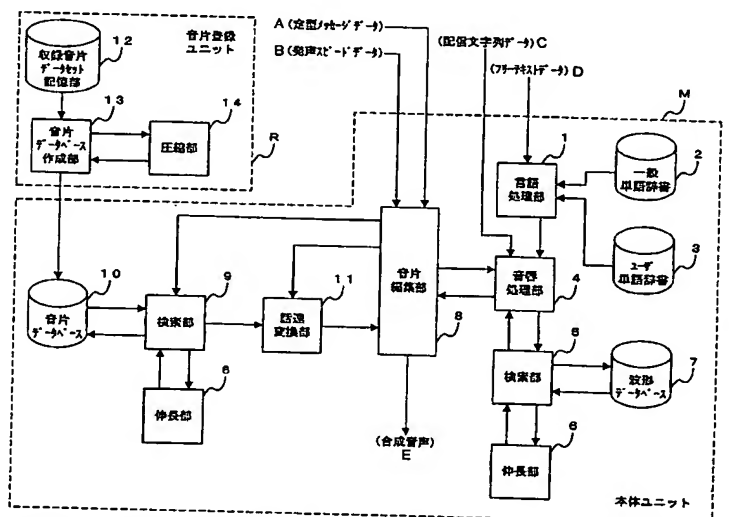 12
収録音片
データセット
記憶部
音片登録
ユニット
13
音片
データベース
作成部
14
圧縮部
R
A (定型メッセージデータ)
B (発声スピードデータ)
(配信文字列データ) C
(フリーテキストデータ) D
M
1
言語
処理部
2
一般
単語辞書
3
ユーザ
単語辞書
10
音片
データベース
9
検索部
11
話速
変換部
音片
編集部
8
音響
処理部
4
検索部
7
波形
データベース
6
伸長部
6
伸長部
(合成音声)
E
本体ユニット